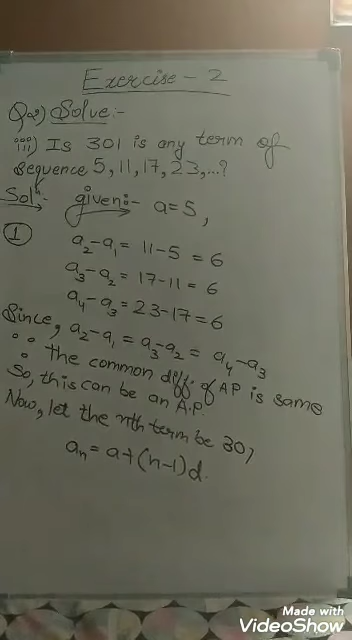 Exercise - 2
Q2) Solve:-
iii) Is 301 is any term of
sequence 5, 11, 17, 23, ...?
Sol:- given:- a=5,
1
a₂-a₁= 11-5 = 6
a₃-a₂= 17-11= 6
a₄-a₃= 23-17=6
Since, a₂-a₁ = a₃-a₂ = a₄-a₃
∴ the common diff. of AP is same
So, this can be an A.P.
Now, let the nth term be 301
aₙ = a+(n-1)d.
Made with
VideoShow